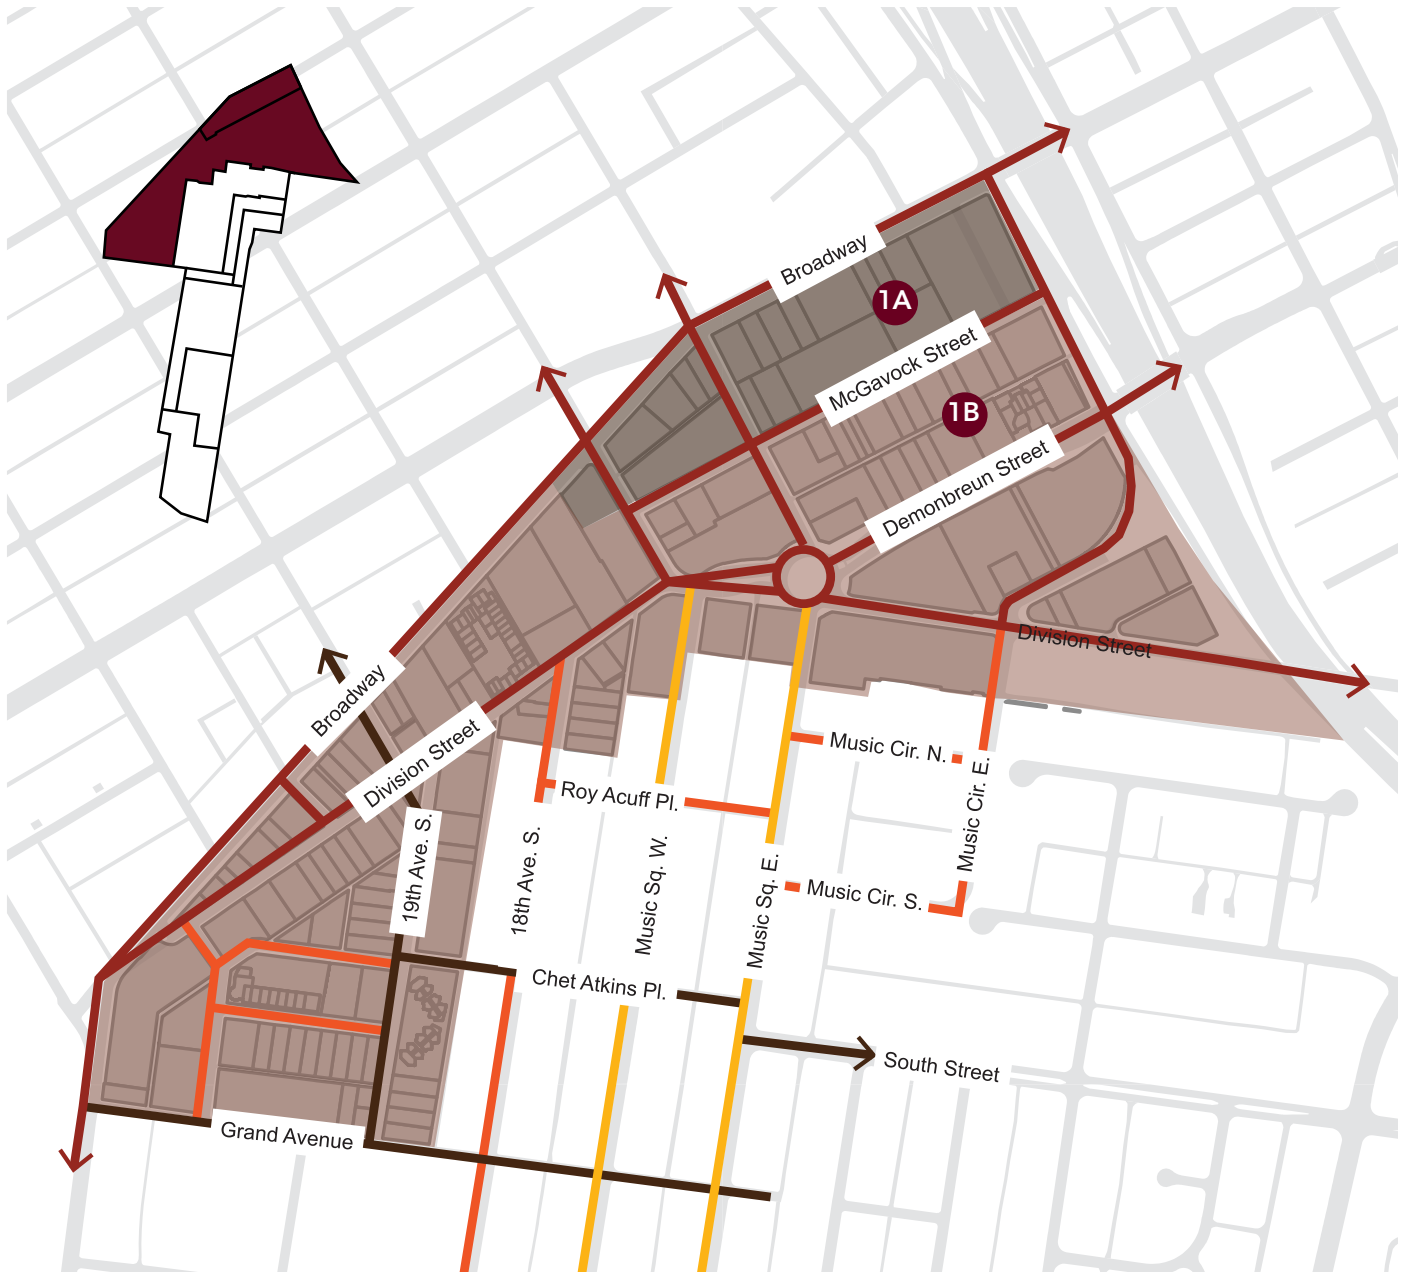 Broadway
1A
McGavock Street
1B
Demonbreun Street
Division Street
Broadway
Division Street
Music Cir. N.
Music Cir. E.
Roy Acuff Pl.
19th Ave. S.
18th Ave. S.
Music Sq. W.
Music Sq. E.
Music Cir. S.
Chet Atkins Pl.
South Street
Grand Avenue